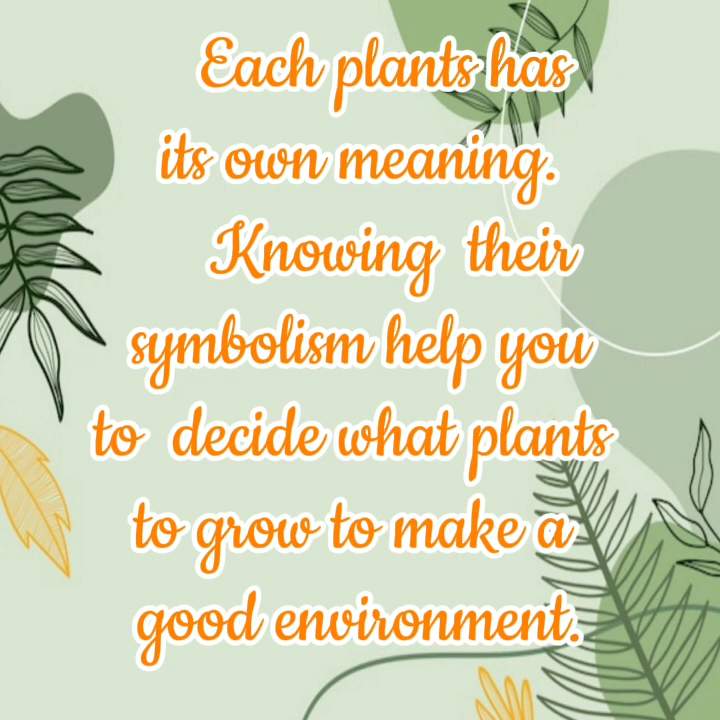 Each plants has
its own meaning.
Knowing their
symbolism help you
to decide what plants
to grow to make a
good environment.